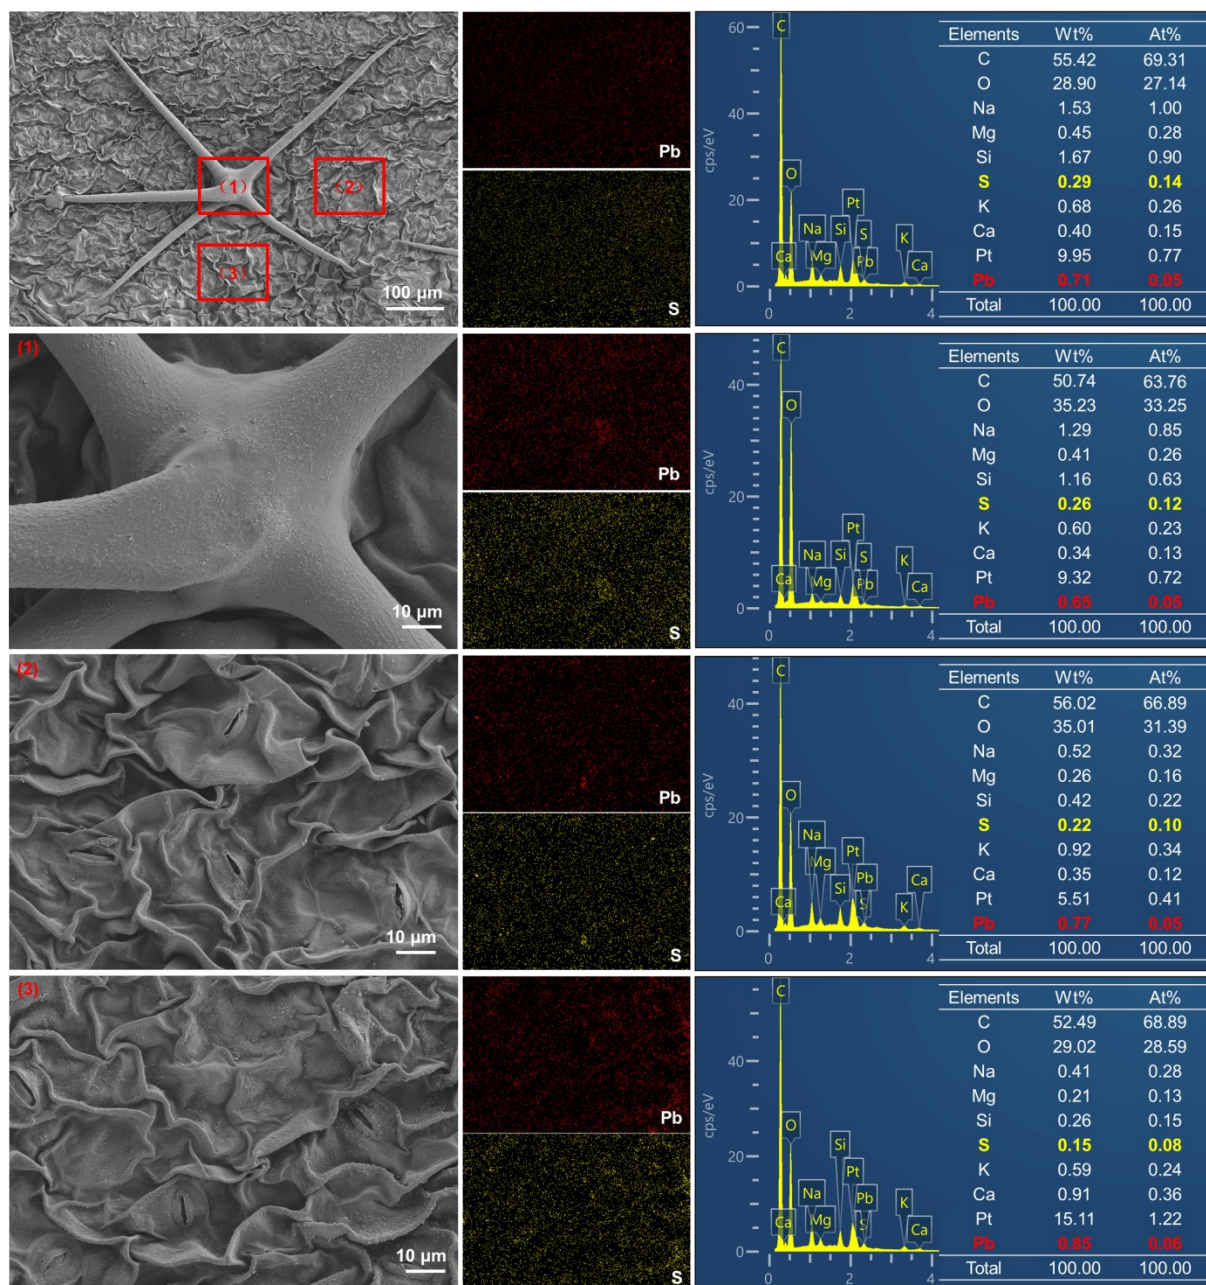 (1)
(2)
(3)
100 μm
Pb
S
cps/eV
60
40
20
0
0 2 4
C
O
Ca
Na
Mg
Si
Pt
S
Pb
K
Ca
Elements Wt% At%
C 55.42 69.31
O 28.90 27.14
Na 1.53 1.00
Mg 0.45 0.28
Si 1.67 0.90
S 0.29 0.14
K 0.68 0.26
Ca 0.40 0.15
Pt 9.95 0.77
Pb 0.71 0.05
Total 100.00 100.00
(1)
10 μm
Pb
S
cps/eV
40
20
0
0 2 4
C
O
Ca
Na
Mg
Si
Pt
S
Pb
K
Ca
Elements Wt% At%
C 50.74 63.76
O 35.23 33.25
Na 1.29 0.85
Mg 0.41 0.26
Si 1.16 0.63
S 0.26 0.12
K 0.60 0.23
Ca 0.34 0.13
Pt 9.32 0.72
Pb 0.65 0.05
Total 100.00 100.00
(2)
10 μm
Pb
S
cps/eV
40
20
0
0 2 4
C
O
Ca
Na
Mg
Si
Pt
Pb
S
K
Ca
Elements Wt% At%
C 56.02 66.89
O 35.01 31.39
Na 0.52 0.32
Mg 0.26 0.16
Si 0.42 0.22
S 0.22 0.10
K 0.92 0.34
Ca 0.35 0.12
Pt 5.51 0.41
Pb 0.77 0.05
Total 100.00 100.00
(3)
10 μm
Pb
S
cps/eV
40
20
0
0 2 4
C
O
Ca
Na
Mg
Si
Pt
Pb
S
K
Ca
Elements Wt% At%
C 52.49 68.89
O 29.02 28.59
Na 0.41 0.28
Mg 0.21 0.13
Si 0.26 0.15
S 0.15 0.08
K 0.59 0.24
Ca 0.91 0.36
Pt 15.11 1.22
Pb 0.85 0.06
Total 100.00 100.00